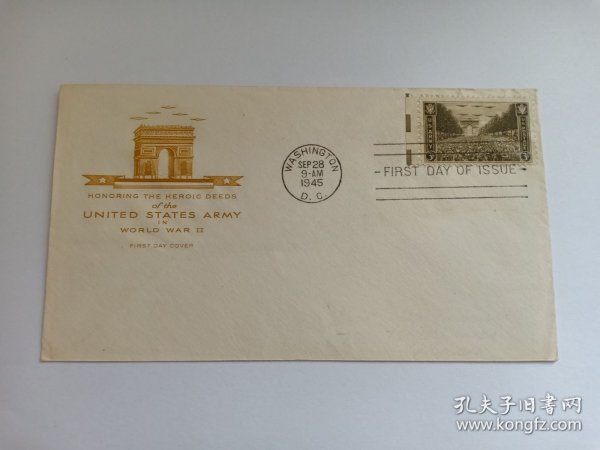 HONORING THE HEROIC DEEDS
of the
UNITED STATES ARMY
IN
WORLD WAR II
FIRST DAY COVER
WASHINGTON
SEP 28
9-AM
1945
D. C.
FIRST DAY OF ISSUE
孔夫子旧书网
www.kongfz.com